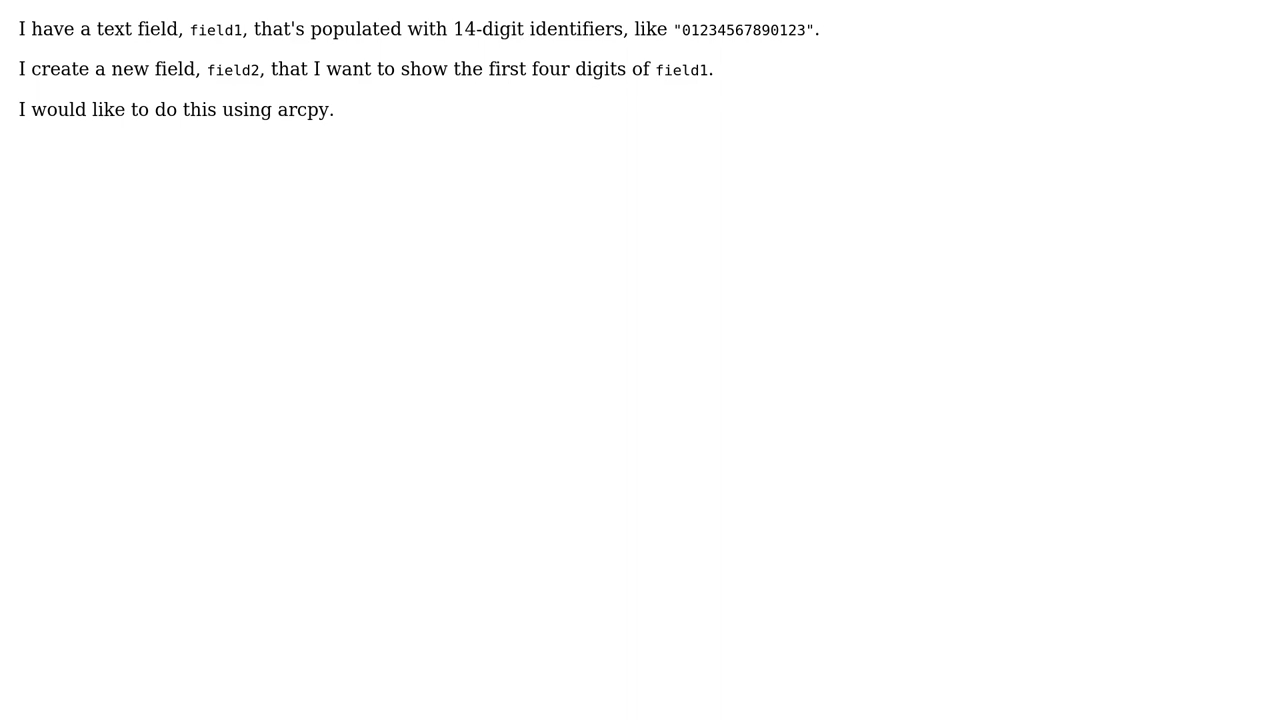 I have a text field, field1, that's populated with 14-digit identifiers, like "01234567890123".
I create a new field, field2, that I want to show the first four digits of field1.
I would like to do this using arcpy.